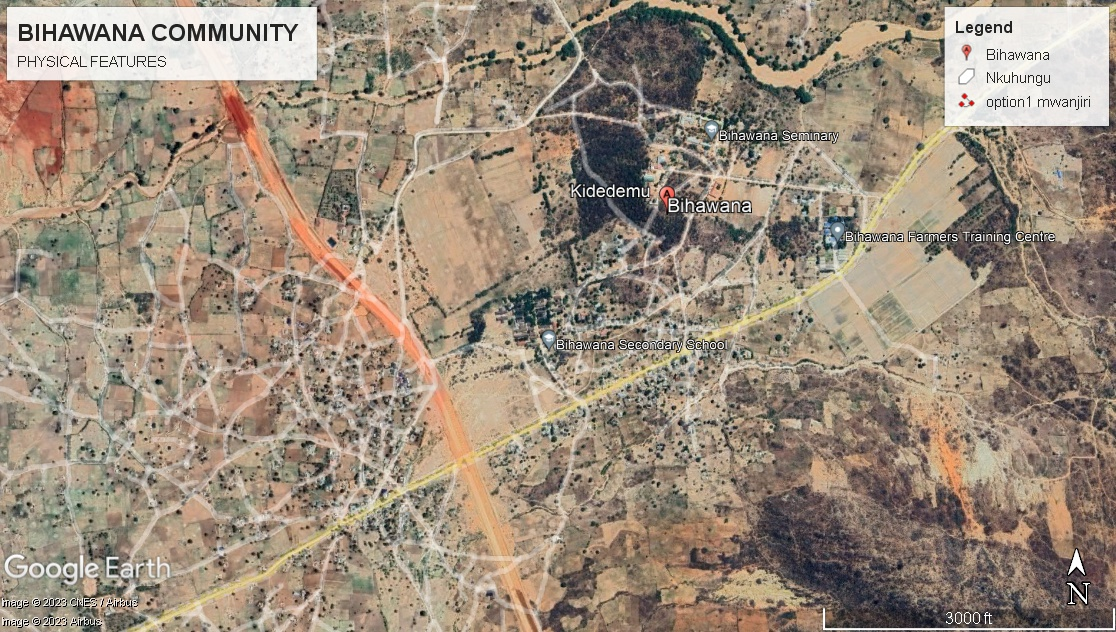 BIHAWANA COMMUNITY
PHYSICAL FEATURES
Legend
Bihawana
Nkuhungu
option1 mwanjiri
Bihawana Seminary
Kidedemu
A
Bihawana
Bihawana Farmers Training Centre
Bihawana Secondary School
Google Earth
N
Image © 2023 CNES / Airbus
Image © 2023 Airbus
3000 ft